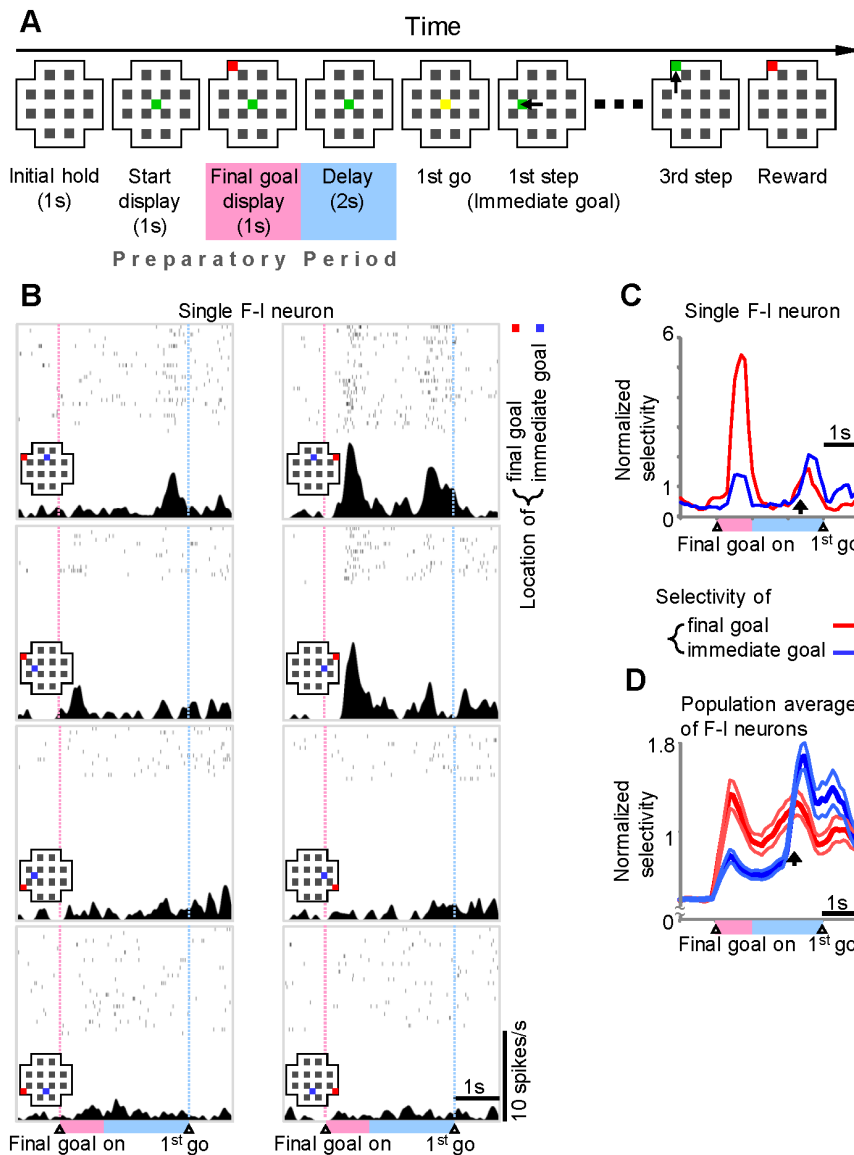 A
Time
Initial hold
(1s)
Start
display
(1s)
Final goal
display
(1s)
Delay
(2s)
1st go
1st step
(Immediate goal)
3rd step
Reward
Preparatory Period
B
Single F-I neuron
Location of { final goal
immediate goal
1s
10 spikes/s
Final goal on
1st go
Final goal on
1st go
C
Single F-I neuron
6
1
0
Normalized
selectivity
1s
Final goal on
1st go
Selectivity of
{ final goal
immediate goal
D
Population average
of F-I neurons
1.8
1
0
Normalized
selectivity
1s
Final goal on
1st go